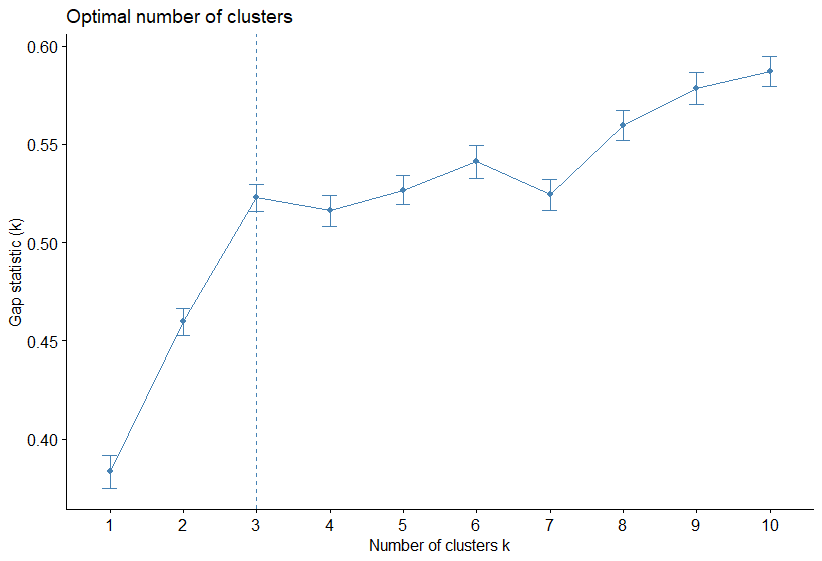 Optimal number of clusters
0.60
0.55
0.50
0.45
0.40
Gap statistic (k)
1 2 3 4 5 6 7 8 9 10
Number of clusters k